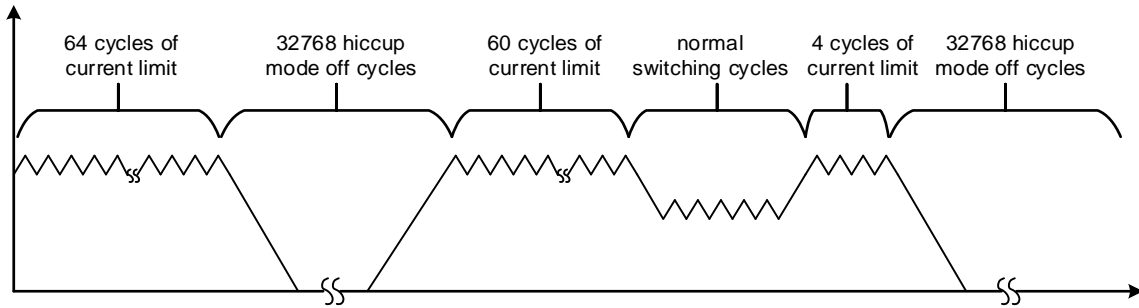 64 cycles of
current limit
32768 hiccup
mode off cycles
60 cycles of
current limit
normal
switching cycles
4 cycles of
current limit
32768 hiccup
mode off cycles